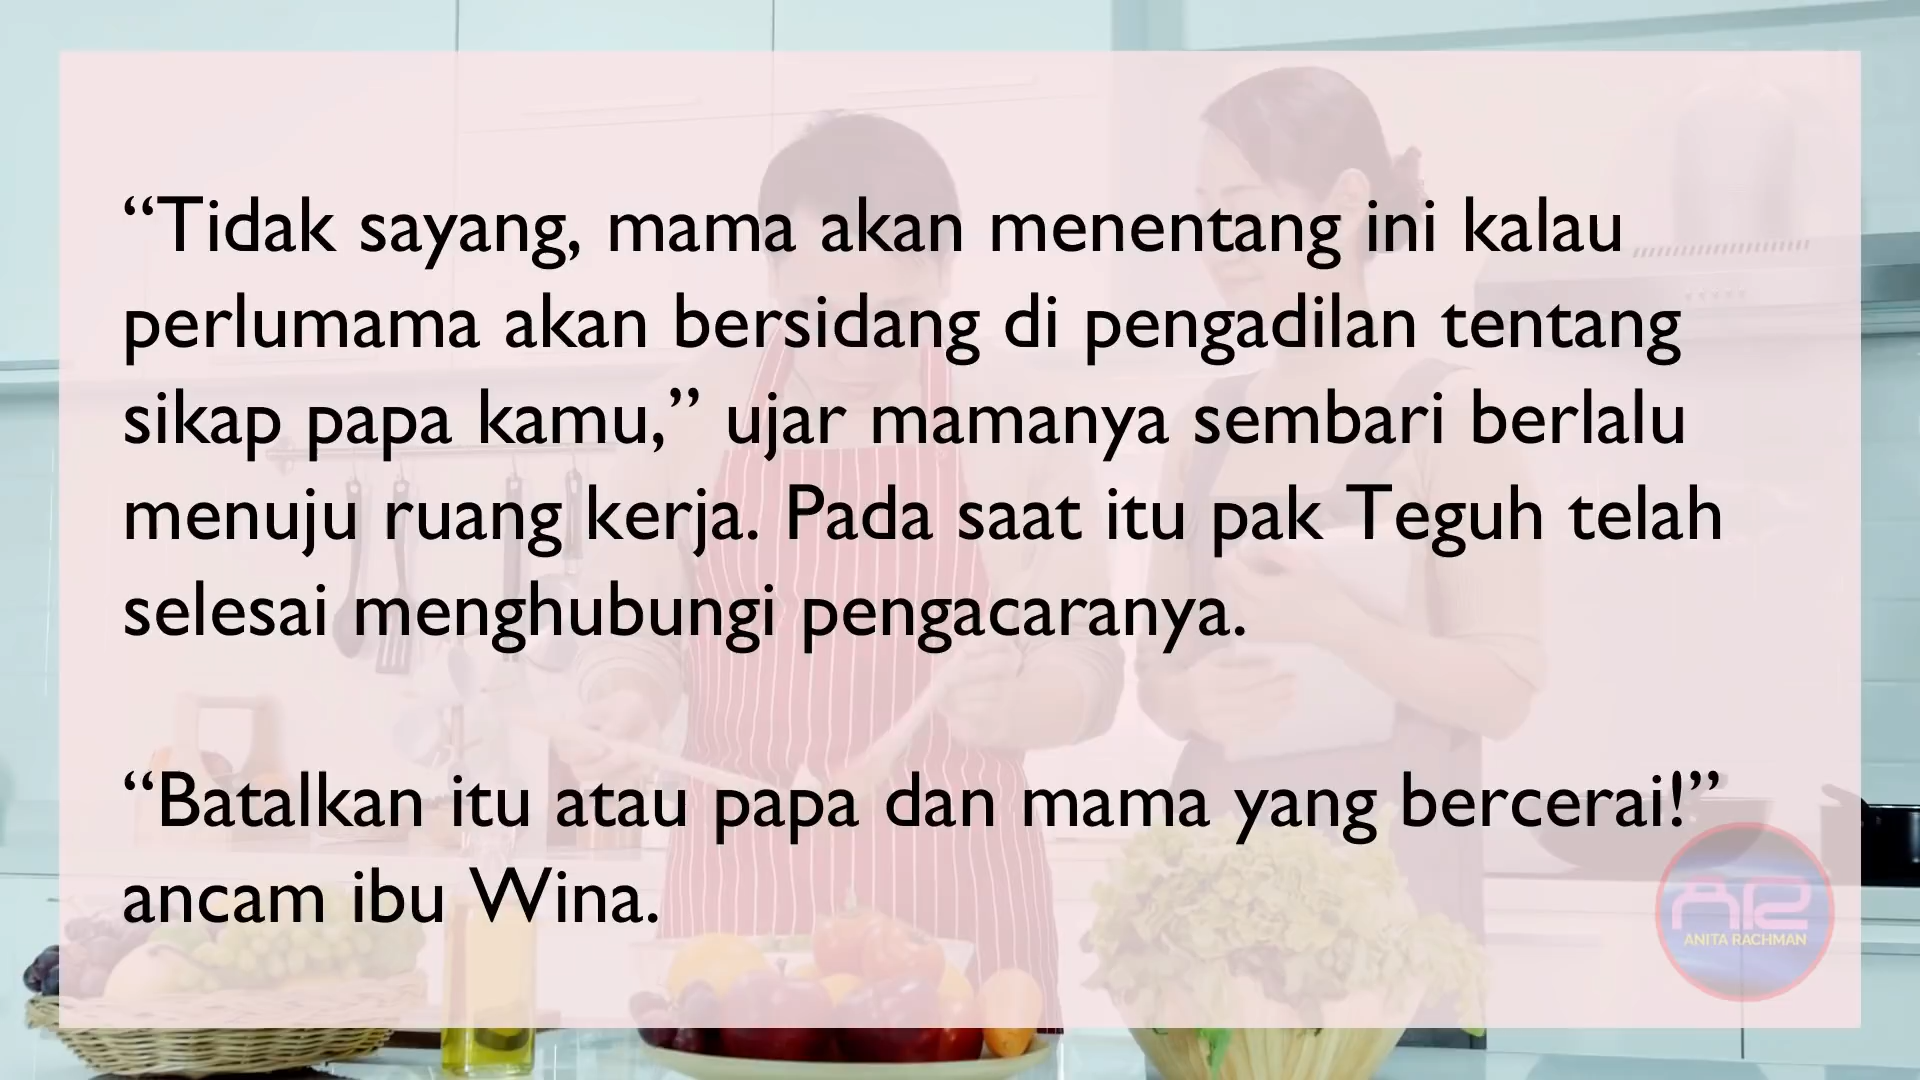 “Tidak sayang, mama akan menentang ini kalau
perlumama akan bersidang di pengadilan tentang
sikap papa kamu,” ujar mamanya sembari berlalu
menuju ruang kerja. Pada saat itu pak Teguh telah
selesai menghubungi pengacaranya.
“Batalkan itu atau papa dan mama yang bercerai!”
ancam ibu Wina.
AR
ANITA RACHMAN